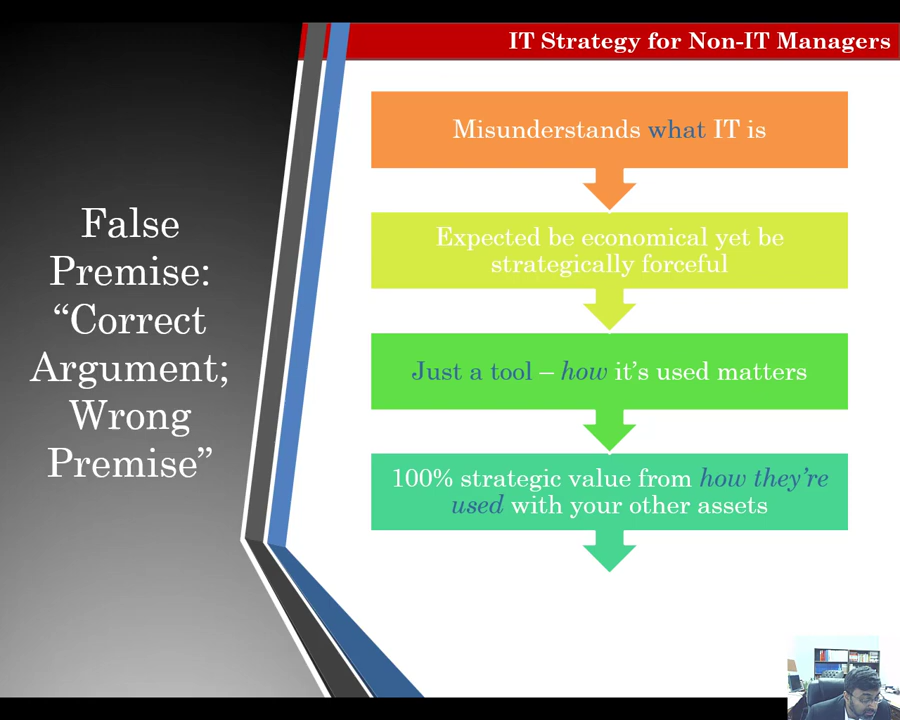 IT Strategy for Non-IT Managers
False
Premise:
“Correct
Argument;
Wrong
Premise”
Misunderstands what IT is
Expected be economical yet be
strategically forceful
Just a tool – how it’s used matters
100% strategic value from how they’re
used with your other assets